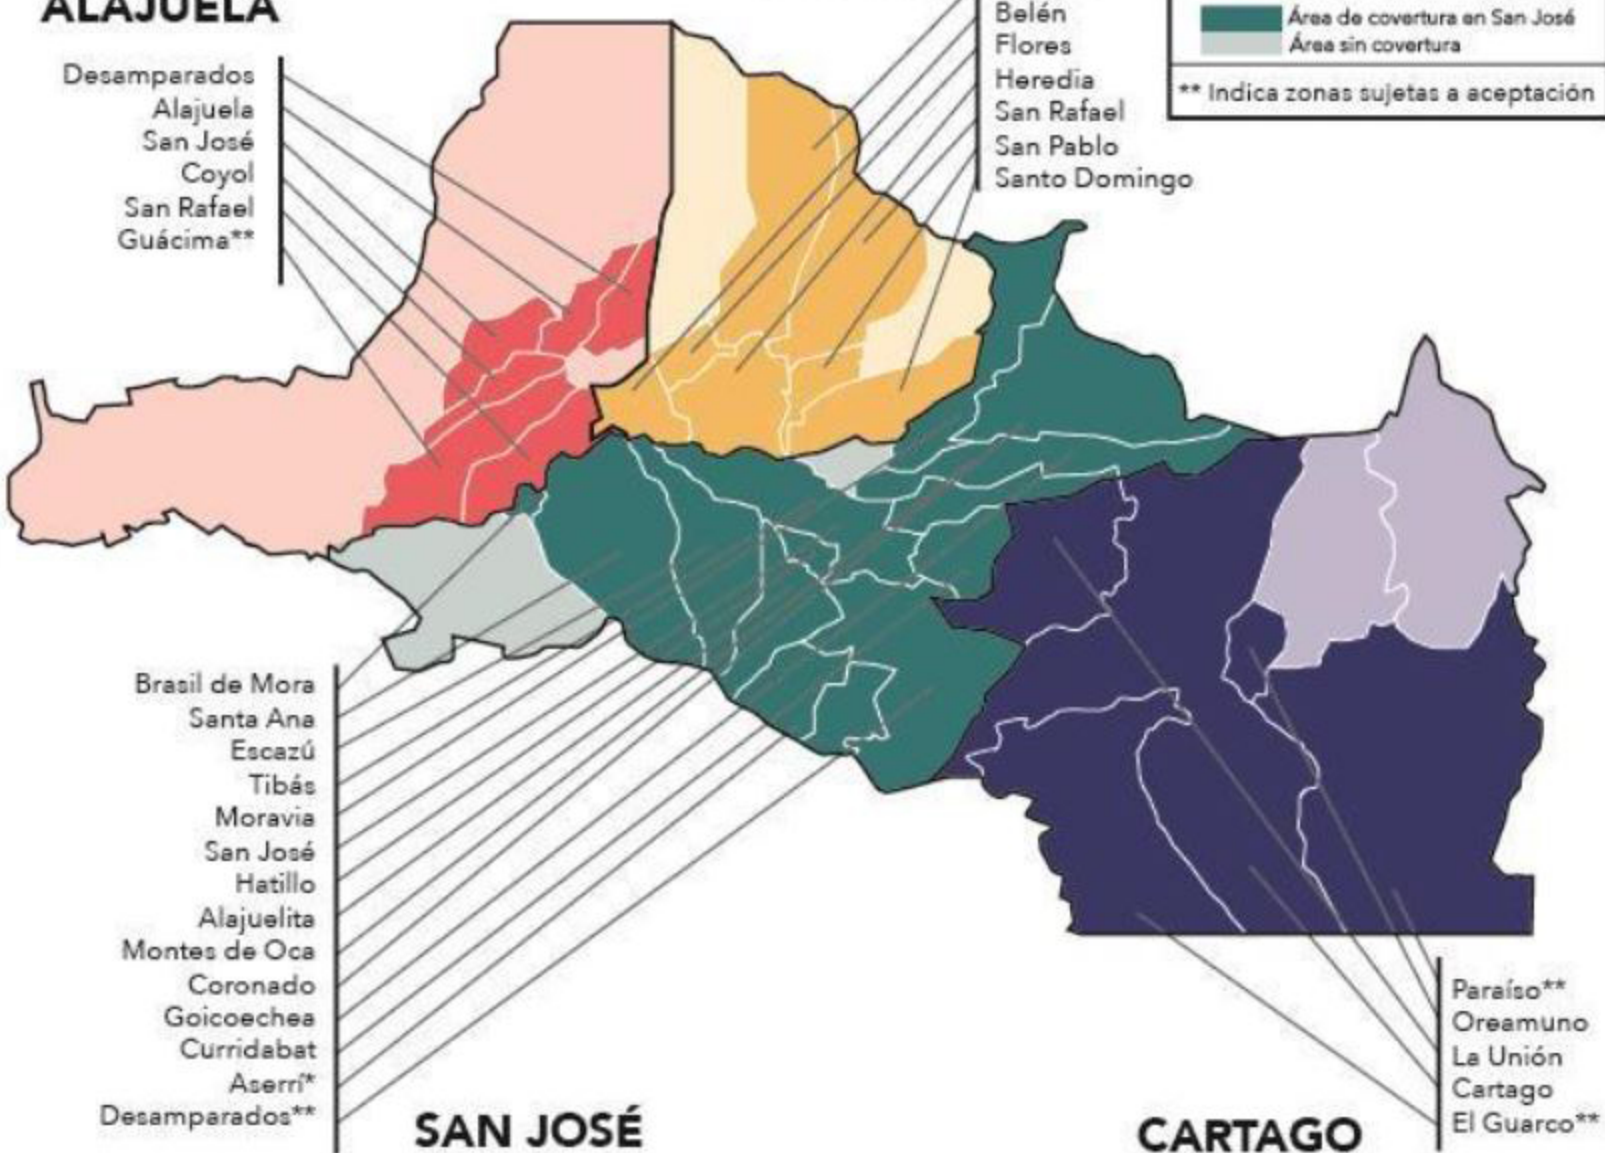 ALAJUELA
Desamparados
Alajuela
San José
Coyol
San Rafael
Guácima**
Belén
Flores
Heredia
San Rafael
San Pablo
Santo Domingo
Área de covertura en San José
Área sin covertura
** Indica zonas sujetas a aceptación
Brasil de Mora
Santa Ana
Escazú
Tibás
Moravia
San José
Hatillo
Alajuelita
Montes de Oca
Coronado
Goicoechea
Curridabat
Aserrí*
Desamparados**
SAN JOSÉ
Paraíso**
Oreamuno
La Unión
Cartago
El Guarco**
CARTAGO